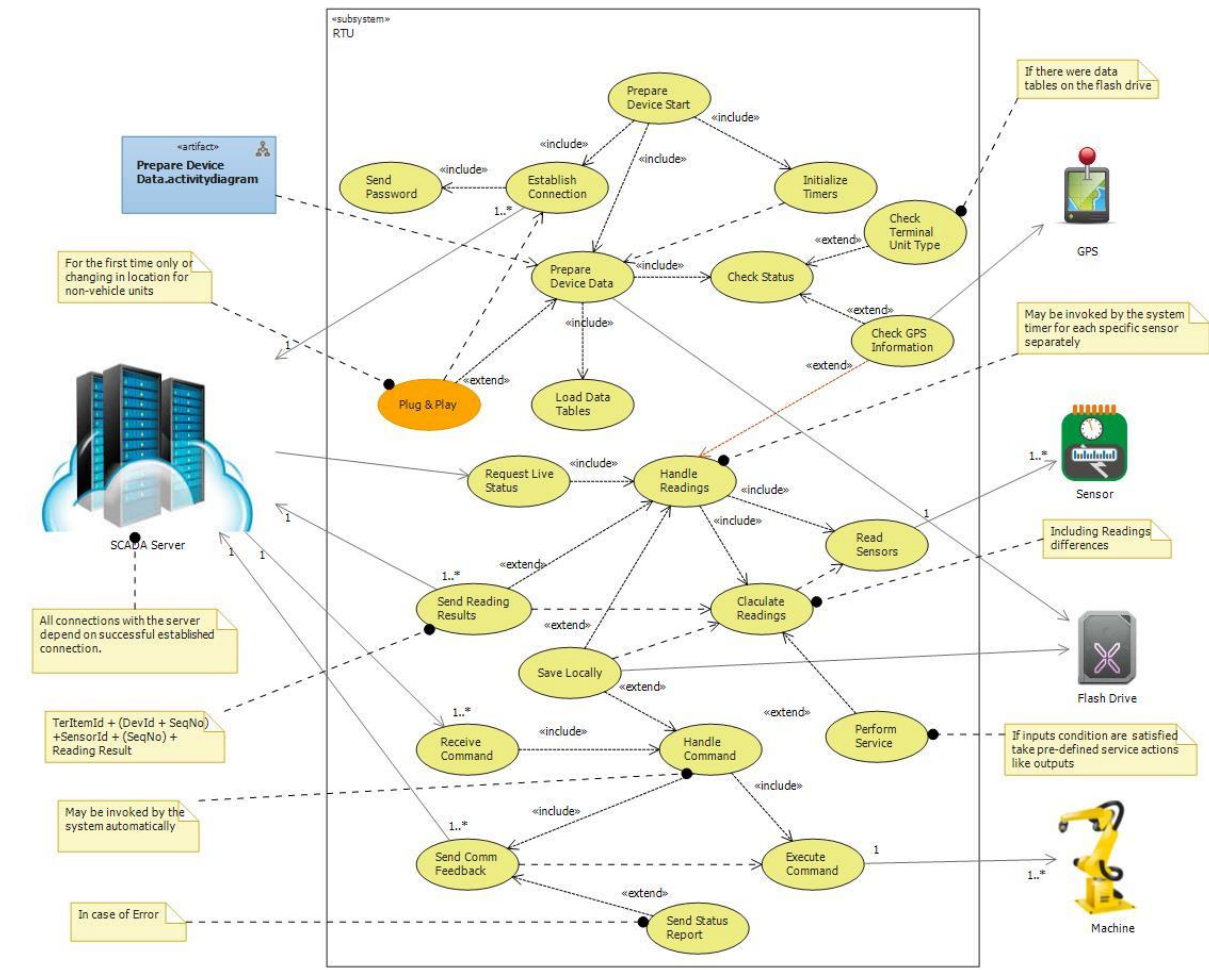 «subsystem»
RTU
If there were data
tables on the flash drive
Prepare
Device Start
«include»
«artifact»
Prepare Device
Data.activitydiagram
«include»
«include»
Send
Password
«include»
Establish
Connection
Initialize
Timers
1..*
Check
Terminal
Unit Type
GPS
«extend»
For the first time only or
changing in location for
non-vehicle units
Prepare
Device Data
«include»
Check Status
«extend»
May be invoked by the system
timer for each specific sensor
separately
«include»
Check GPS
Information
1
«extend»
«extend»
Plug & Play
Load Data
Tables
Request Live
Status
«include»
Handle
Readings
1..*
Sensor
«include»
1
1
«include»
Read
Sensors
Including Readings
differences
SCADA Server
1
1
«extend»
1..*
Send Reading
Results
Claculate
Readings
All connections with the server
depend on successful established
connection.
«extend»
Save Locally
«extend»
Flash Drive
TerItemId + (DevId + SeqNo)
+SensorId + (SeqNo) +
Reading Result
1..*
«extend»
Perform
Service
If inputs condition are satisfied
take pre-defined service actions
like outputs
Receive
Command
«include»
Handle
Command
«include»
May be invoked by the
system automatically
«include»
1..*
Send Comm
Feedback
Execute
Command
1
1..*
«extend»
In case of Error
Send Status
Report
Machine